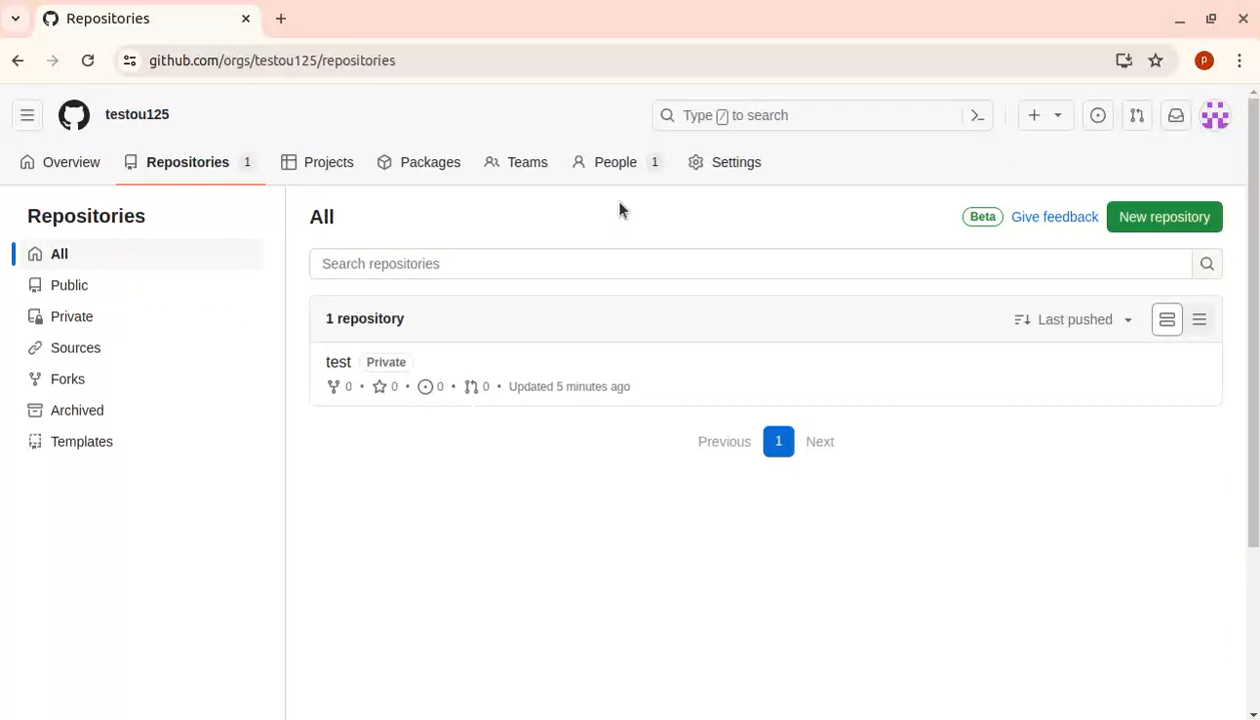 Repositories
github.com/orgs/testou125/repositories
p
testou125
Type / to search
Overview
Repositories 1
Projects
Packages
Teams
People 1
Settings
Repositories
All
Public
Private
Sources
Forks
Archived
Templates
All
Beta
Give feedback
New repository
Search repositories
1 repository
Last pushed
test Private
0 • 0 • 0 • 0 • Updated 5 minutes ago
Previous 1 Next